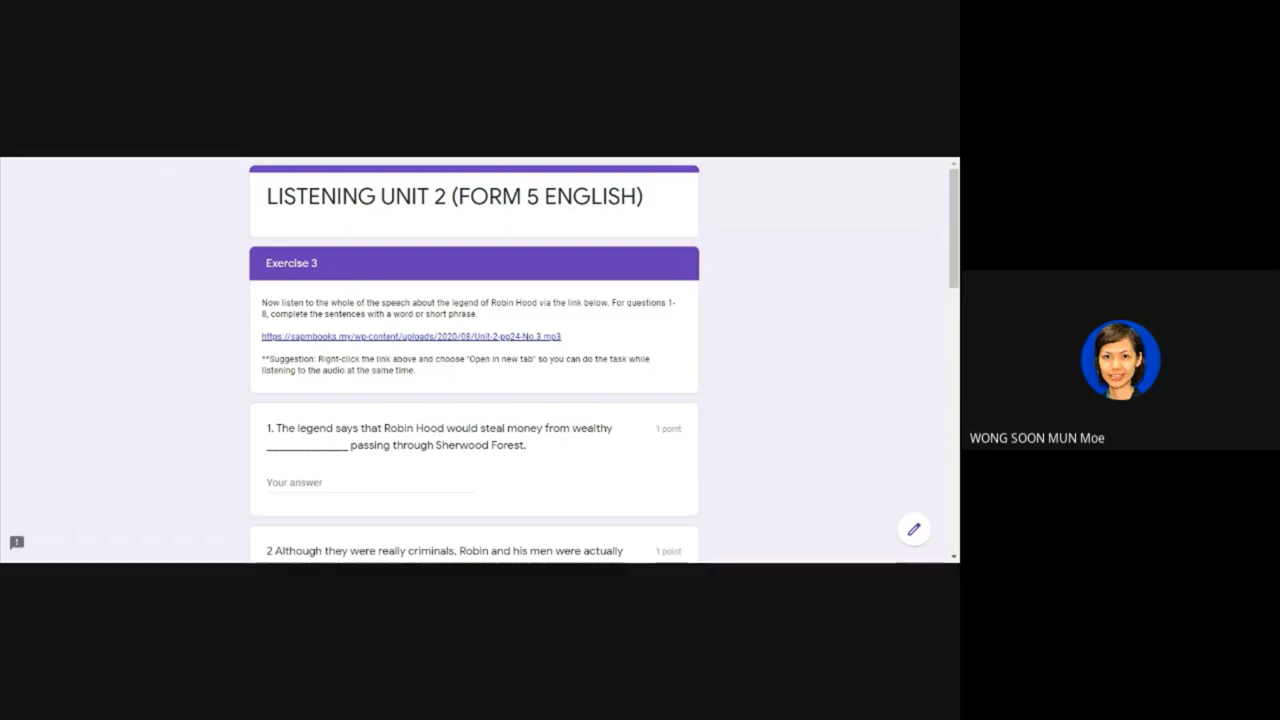 LISTENING UNIT 2 (FORM 5 ENGLISH)
Exercise 3
Now listen to the whole of the speech about the legend of Robin Hood via the link below. For questions 1-
8, complete the sentences with a word or short phrase.
https://sapmbooks.my/wp-content/uploads/2020/08/Unit-2-pg24-No.3.mp3
**Suggestion: Right-click the link above and choose "Open in new tab" so you can do the task while
listening to the audio at the same time.
1. The legend says that Robin Hood would steal money from wealthy 1 point
_______________ passing through Sherwood Forest.
Your answer
2 Although they were really criminals, Robin and his men were actually 1 point
WONG SOON MUN Moe